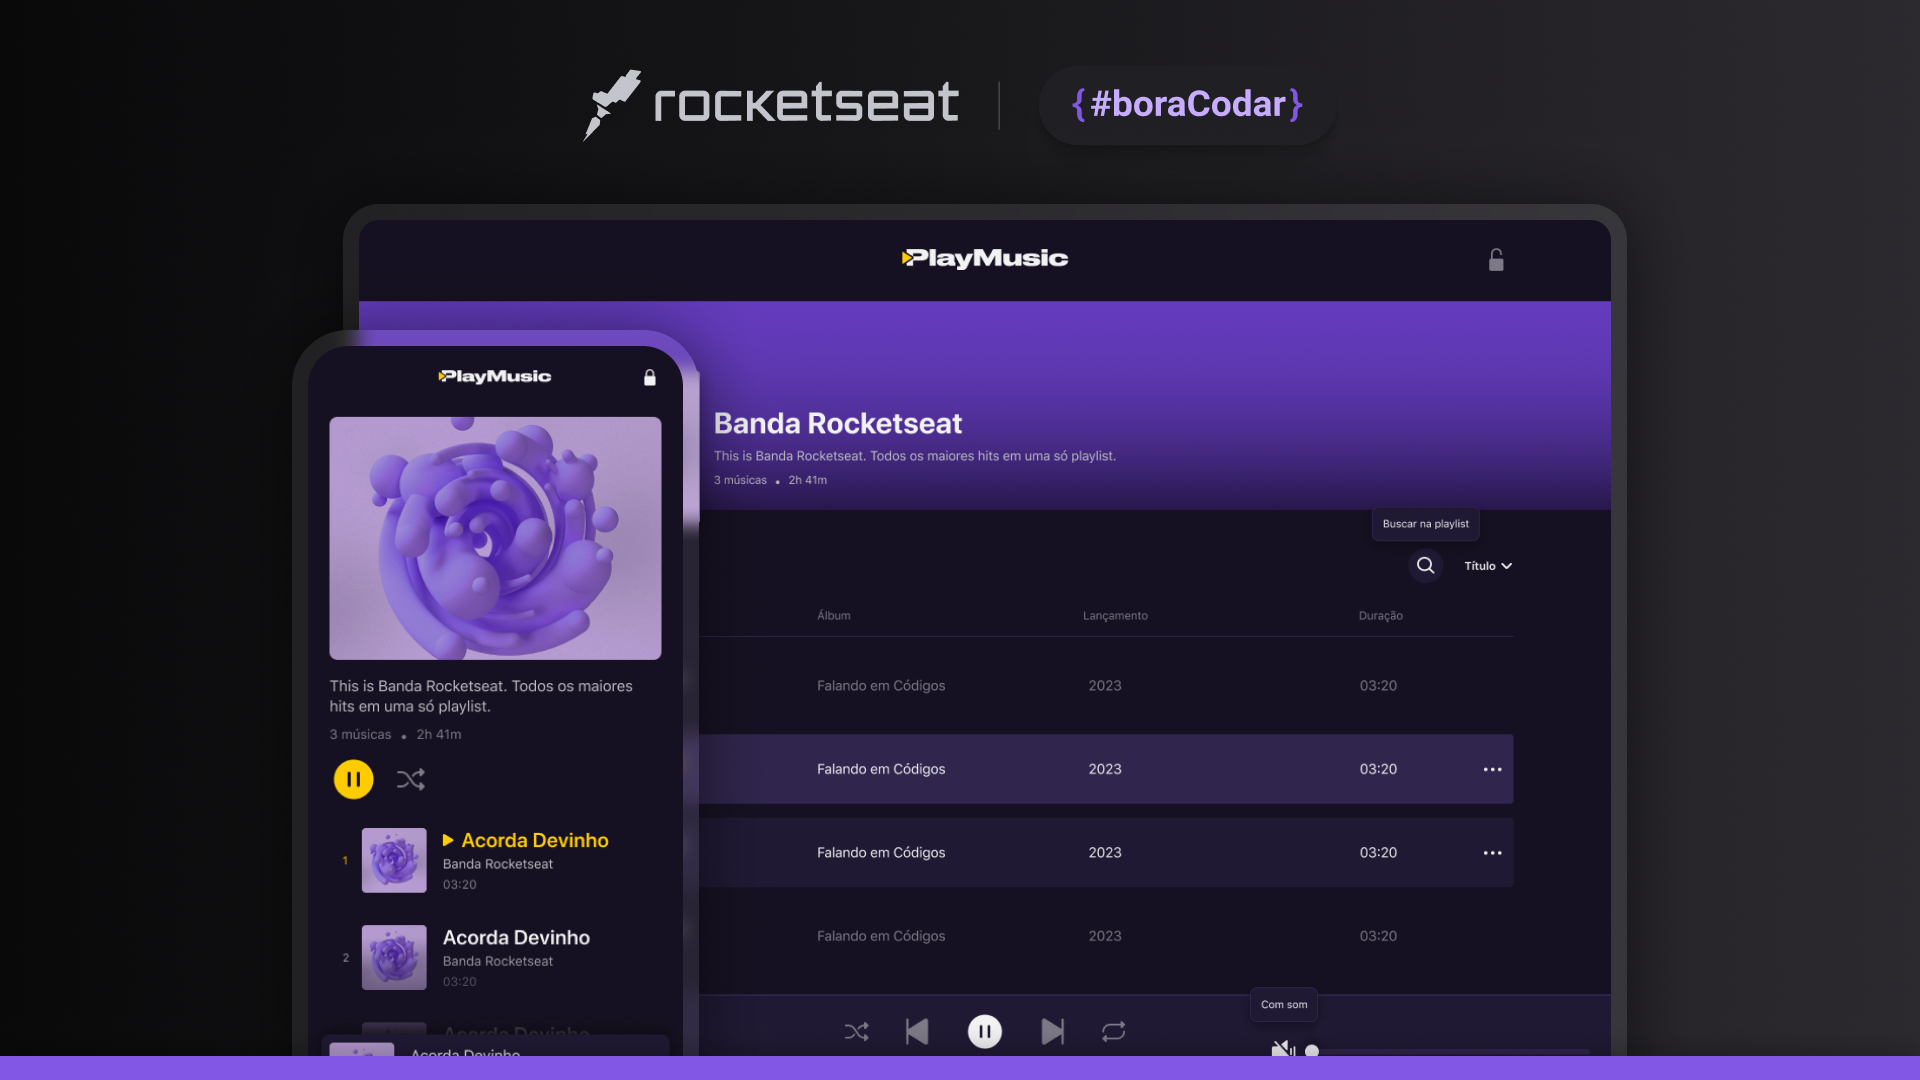 rocketseat
{#boraCodar}
PlayMusic
Banda Rocketseat
This is Banda Rocketseat. Todos os maiores hits em uma só playlist.
3 músicas • 2h 41m
Buscar na playlist
Título
Álbum Lançamento Duração
Falando em Códigos 2023 03:20
Falando em Códigos 2023 03:20
Falando em Códigos 2023 03:20
Falando em Códigos 2023 03:20
Com som
PlayMusic
This is Banda Rocketseat. Todos os maiores
hits em uma só playlist.
3 músicas • 2h 41m
1
Acorda Devinho
Banda Rocketseat
03:20
2
Acorda Devinho
Banda Rocketseat
03:20
Acorda Devinho
Acorda Devinho